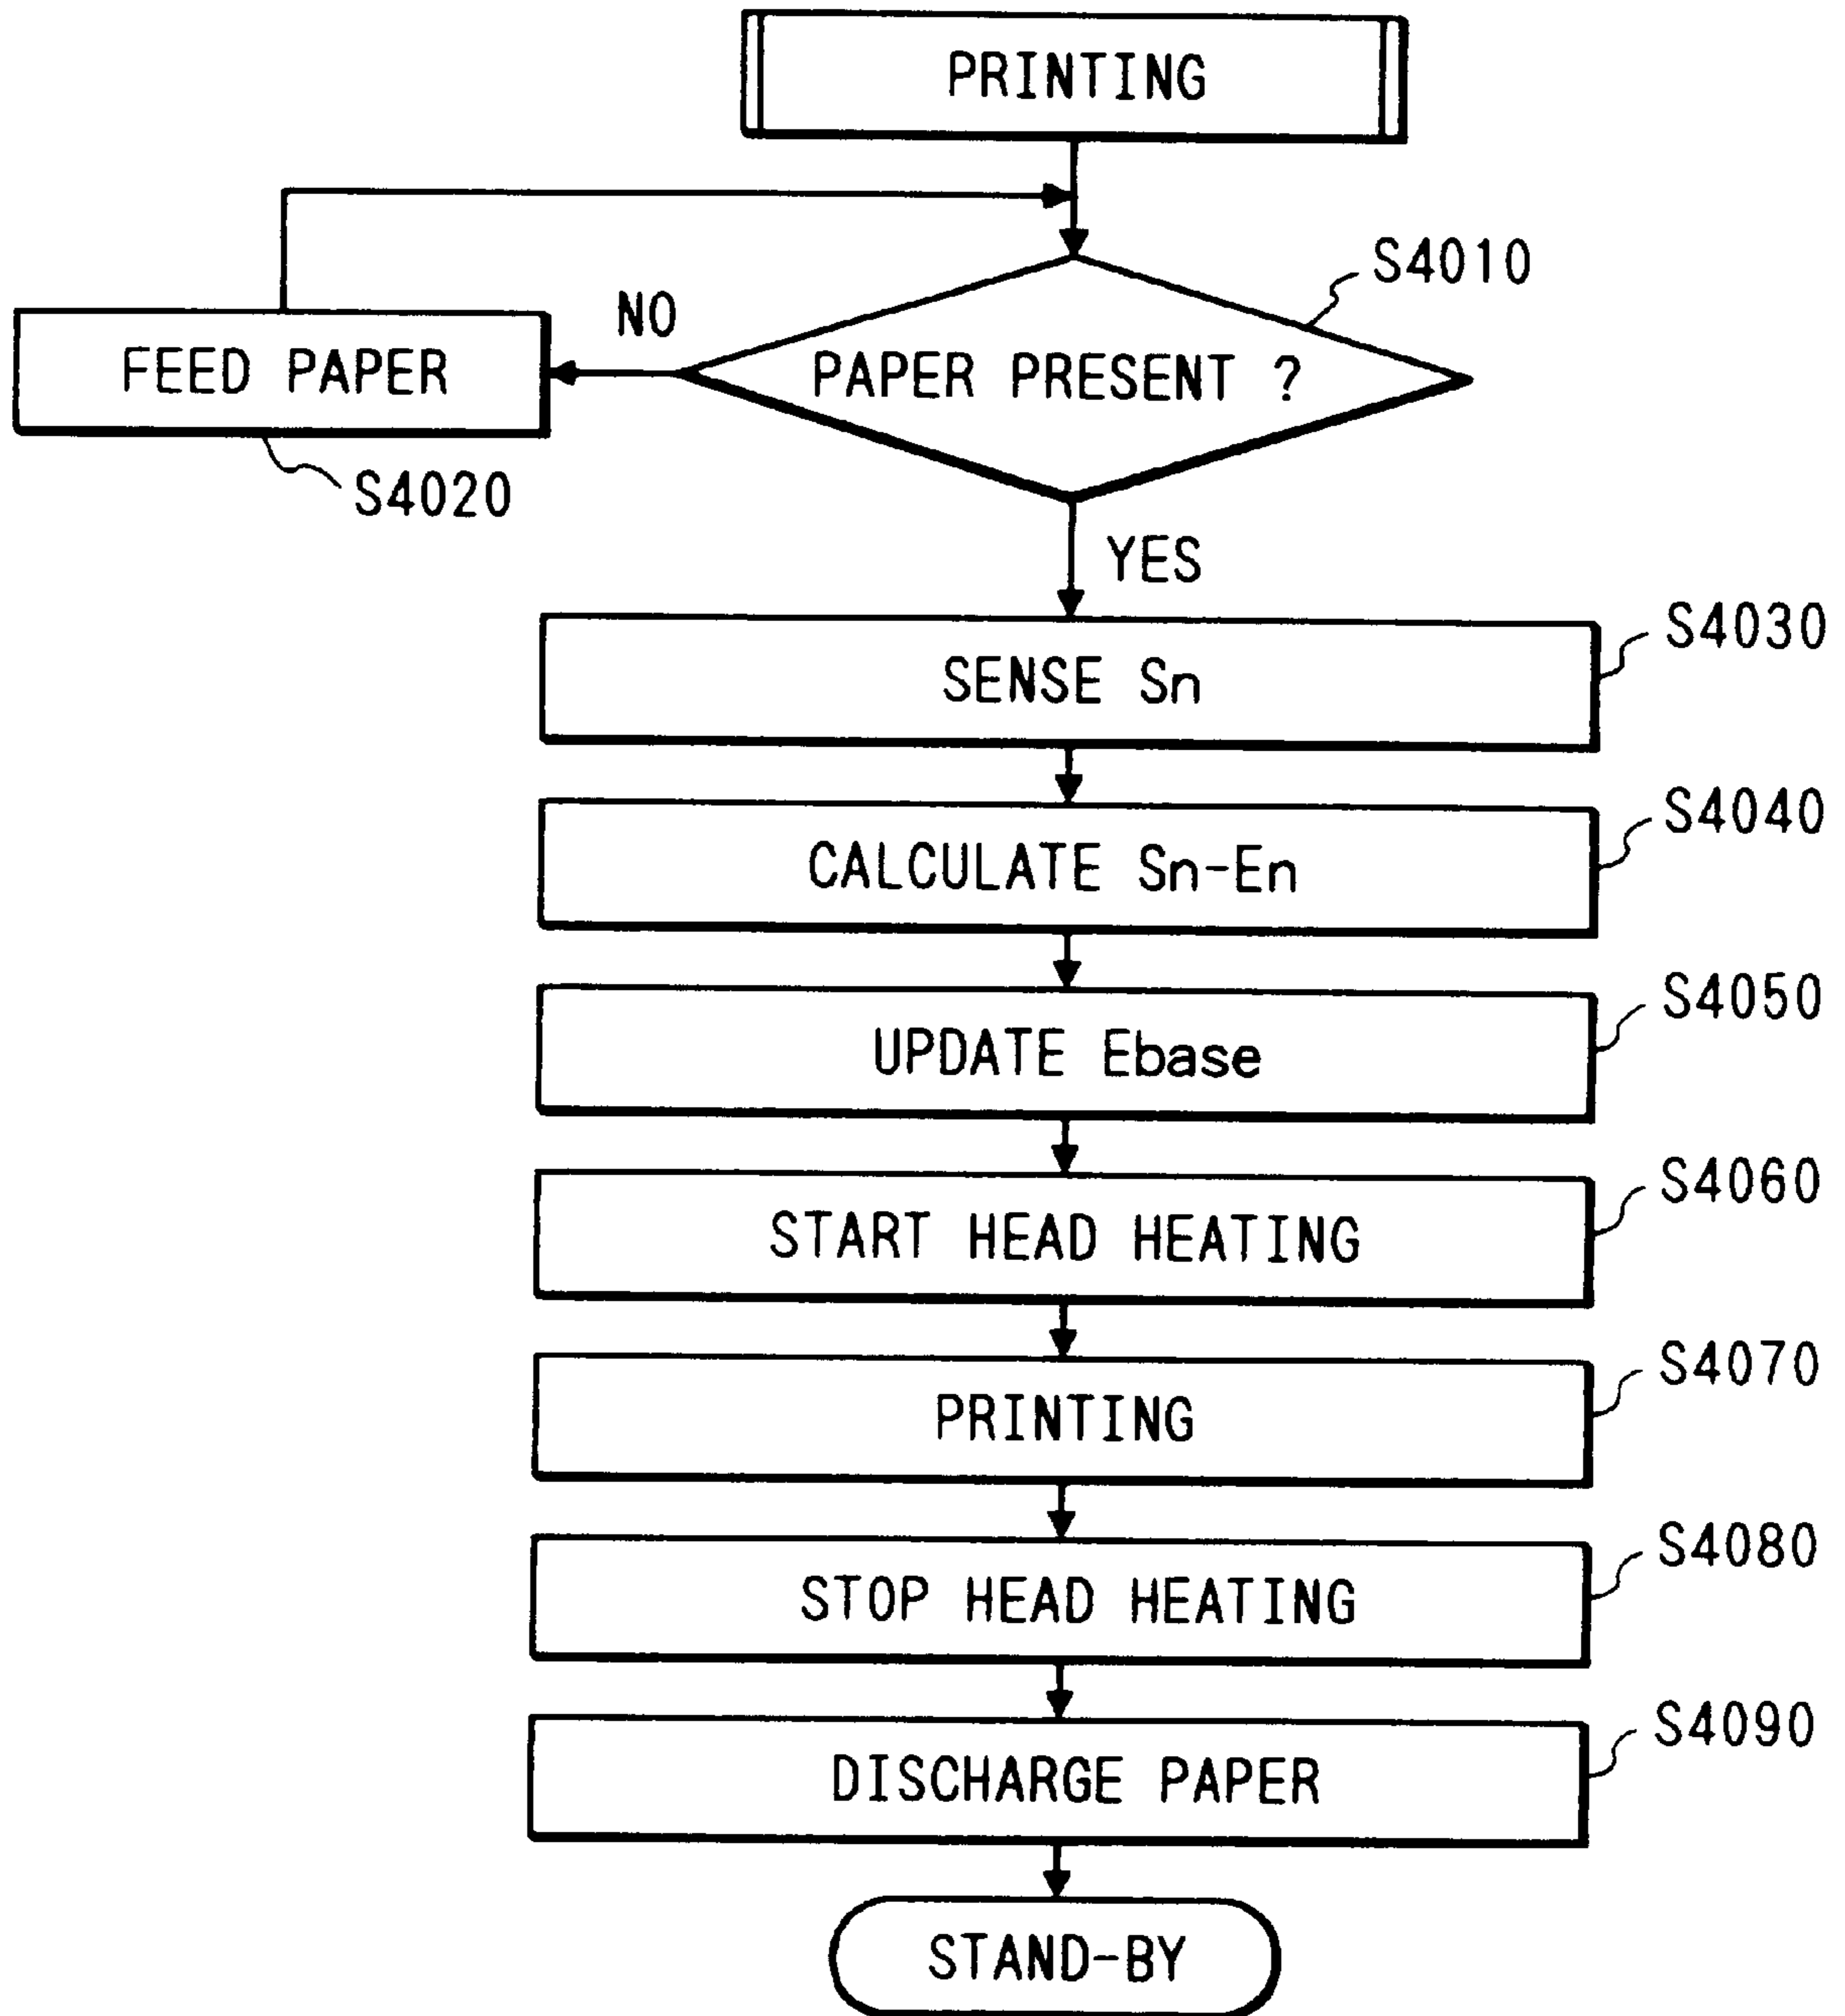 PRINTING
S4010
NO
PAPER PRESENT ?
FEED PAPER
S4020
YES
S4030
SENSE Sn
S4040
CALCULATE Sn-En
S4050
UPDATE Ebase
S4060
START HEAD HEATING
S4070
PRINTING
S4080
STOP HEAD HEATING
S4090
DISCHARGE PAPER
STAND-BY